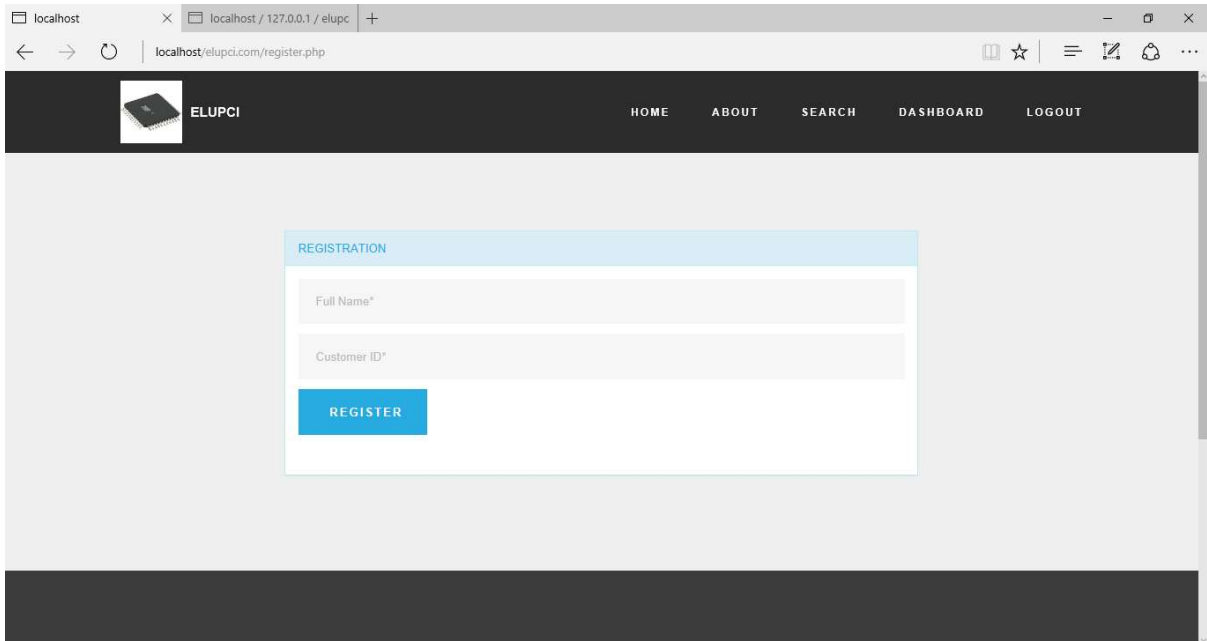 localhost
localhost / 127.0.0.1 / elupc
localhost/elupci.com/register.php
ELUPCI
HOME ABOUT SEARCH DASHBOARD LOGOUT
REGISTRATION
Full Name*
Customer ID*
REGISTER